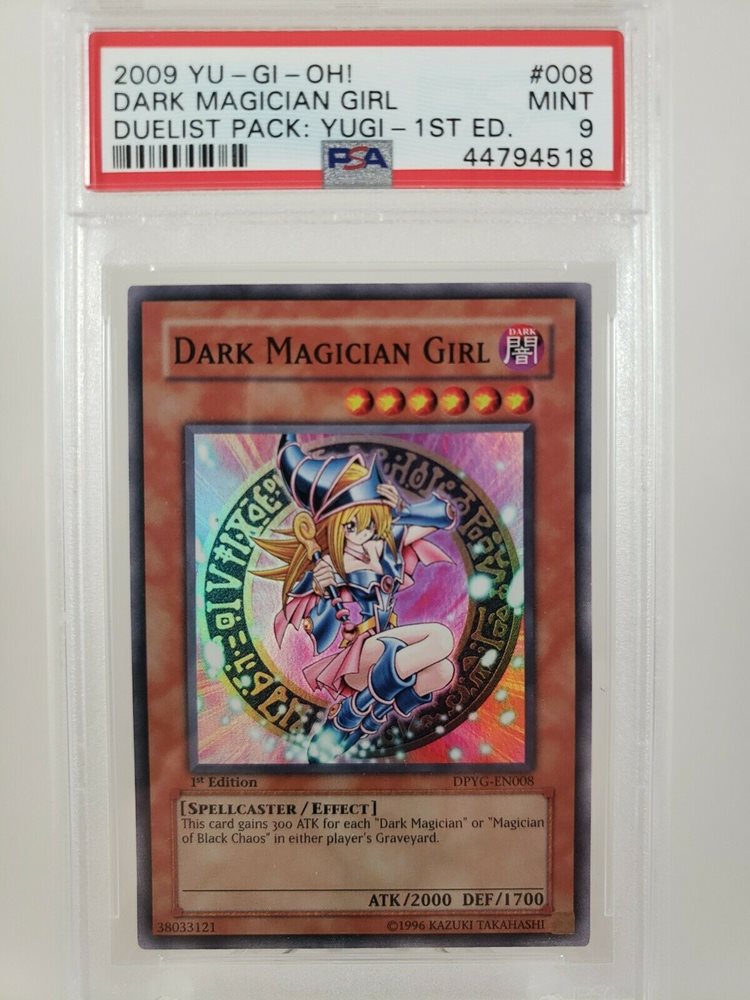 2009 YU-GI-OH! #008
DARK MAGICIAN GIRL MINT
DUELIST PACK: YUGI-1ST ED. 9
PSA 44794518
DARK MAGICIAN GIRL
DARK
闇
1st Edition DPYG-EN008
[SPELLCASTER / EFFECT]
This card gains 300 ATK for each "Dark Magician" or "Magician
of Black Chaos" in either player's Graveyard.
ATK/2000 DEF/1700
38033121 ©1996 KAZUKI TAKAHASHI